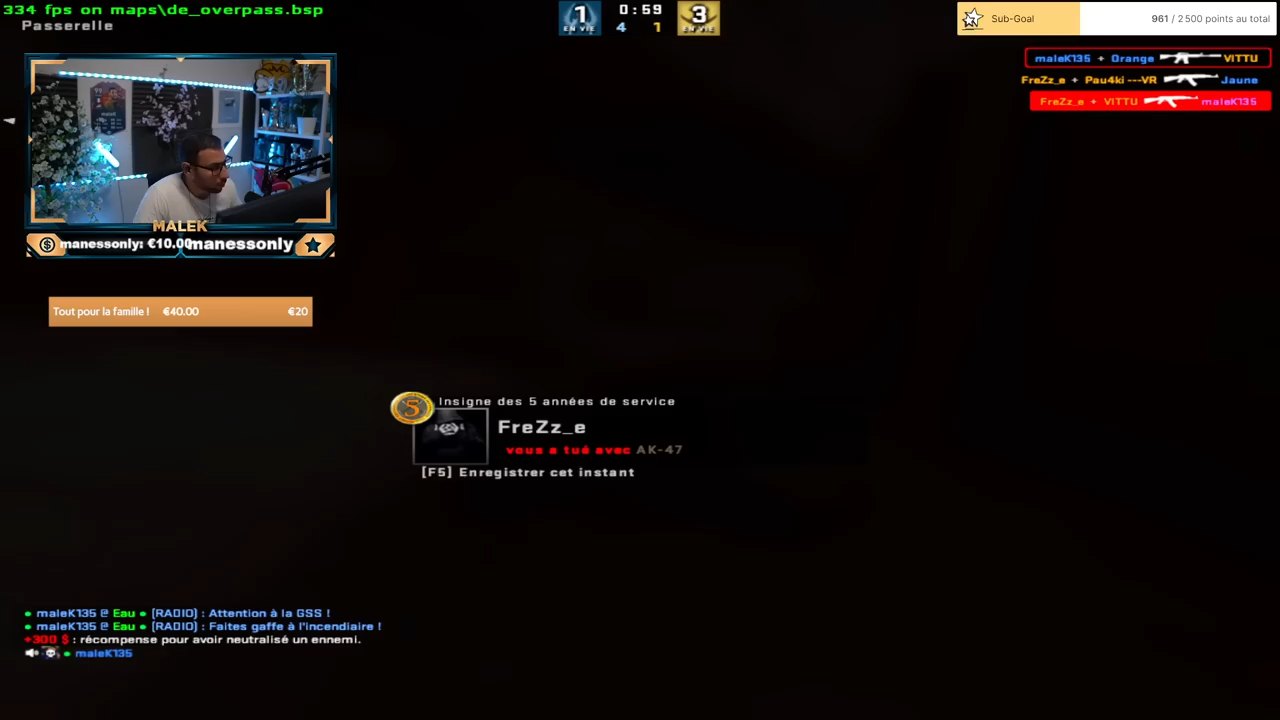 334 fps on maps\de_overpass.bsp
Passerelle
1 EN VIE
4
0:59
1
3 EN VIE
Sub-Goal 961 / 2 500 points au total
maleK135 + Orange VITTU
FreZz_e + Pau4ki ---VR Jaune
FreZz_e + VITTU maleK135
99
MALEK
manessonly: €10.00 manessonly
Tout pour la famille ! €40.00 €20
5
Insigne des 5 années de service
FreZz_e
vous a tué avec AK-47
[F5] Enregistrer cet instant
maleK135 @ Eau (RADIO) : Attention à la GSS !
maleK135 @ Eau (RADIO) : Faites gaffe à l'incendiaire !
+300 $ : récompense pour avoir neutralisé un ennemi.
maleK135